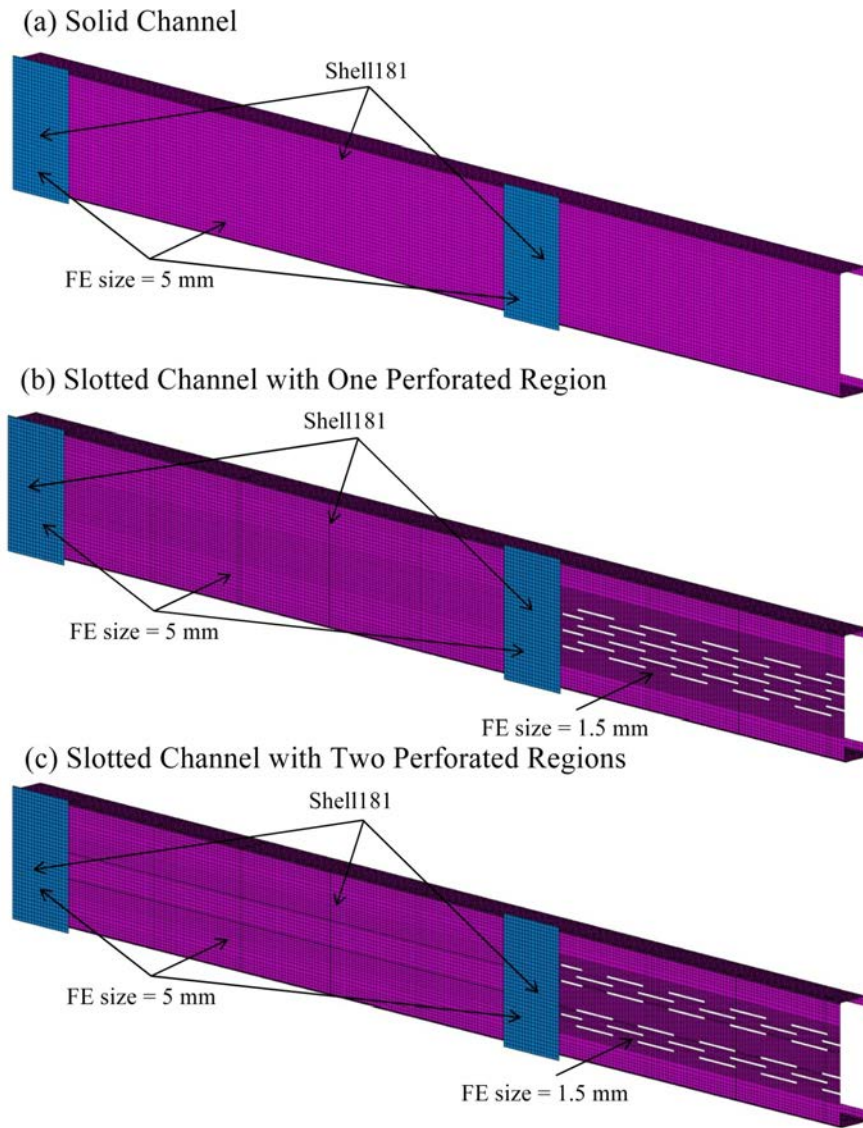 (a) Solid Channel
Shell181
FE size = 5 mm
(b) Slotted Channel with One Perforated Region
Shell181
FE size = 5 mm
FE size = 1.5 mm
(c) Slotted Channel with Two Perforated Regions
Shell181
FE size = 5 mm
FE size = 1.5 mm